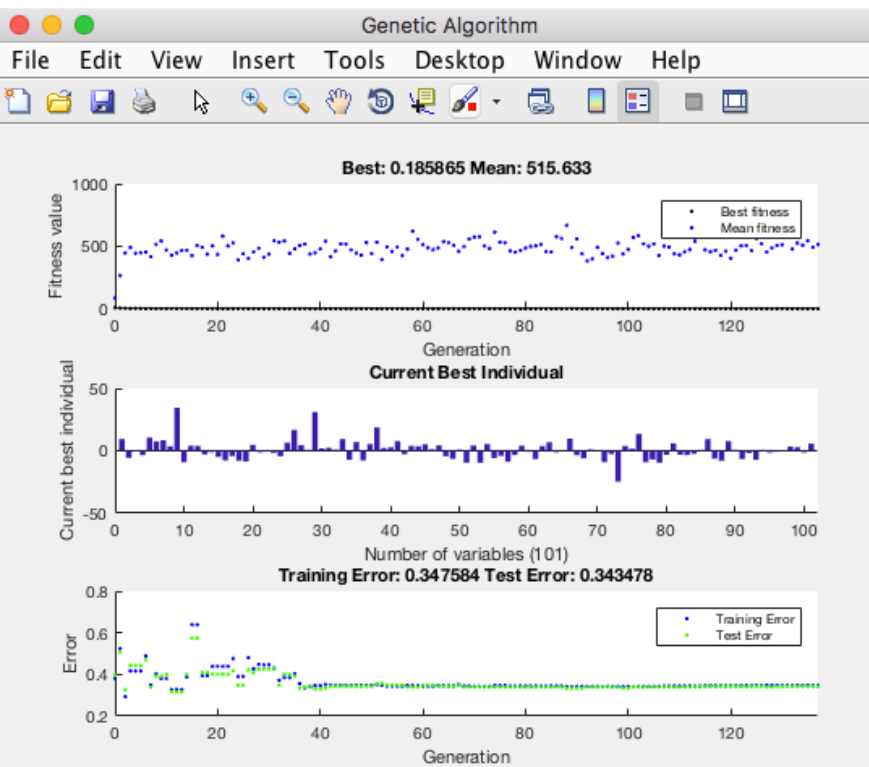 Genetic Algorithm
File Edit View Insert Tools Desktop Window Help
Best: 0.185865 Mean: 515.633
1000
500
0
Fitness value
Best fitness
Mean fitness
0 20 40 60 80 100 120
Generation
Current Best Individual
50
0
-50
Current best individual
0 10 20 30 40 50 60 70 80 90 100
Number of variables (101)
Training Error: 0.347584 Test Error: 0.343478
0.8
0.6
0.4
0.2
Error
Training Error
Test Error
0 20 40 60 80 100 120
Generation